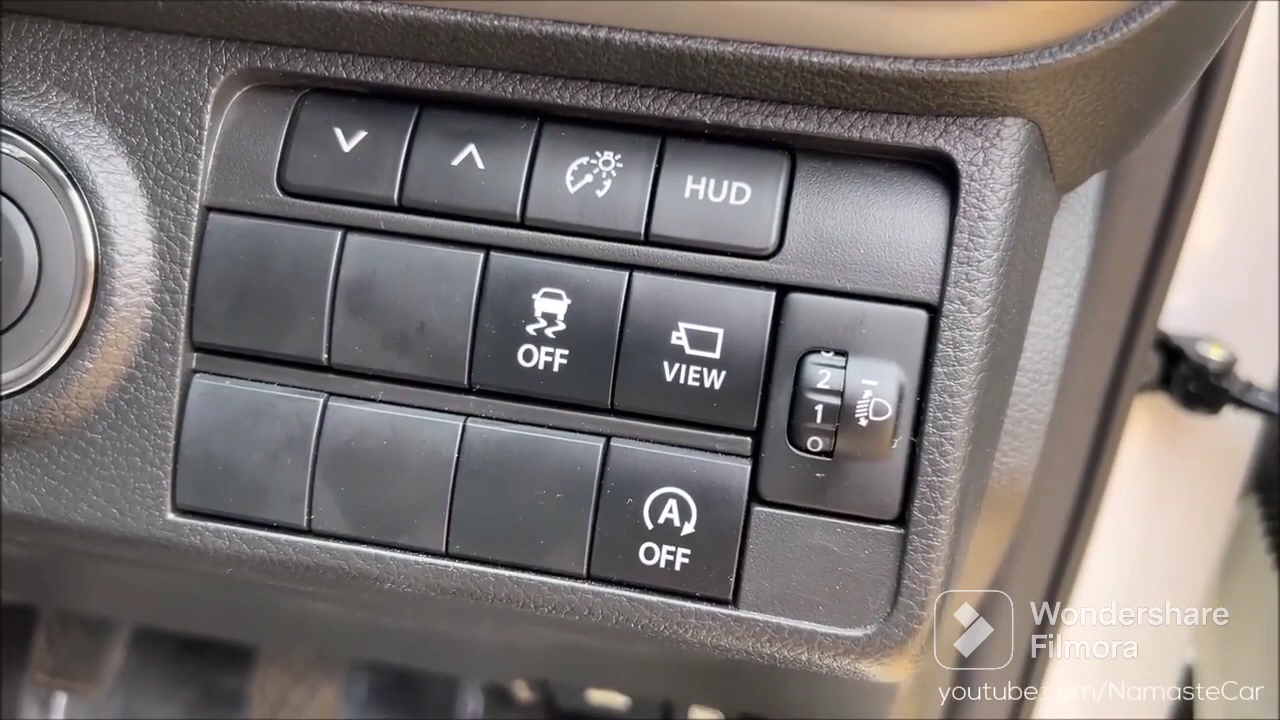 HUD
OFF
VIEW
2
1
0
A
OFF
Wondershare
Filmora
youtube.com/NamasteCar